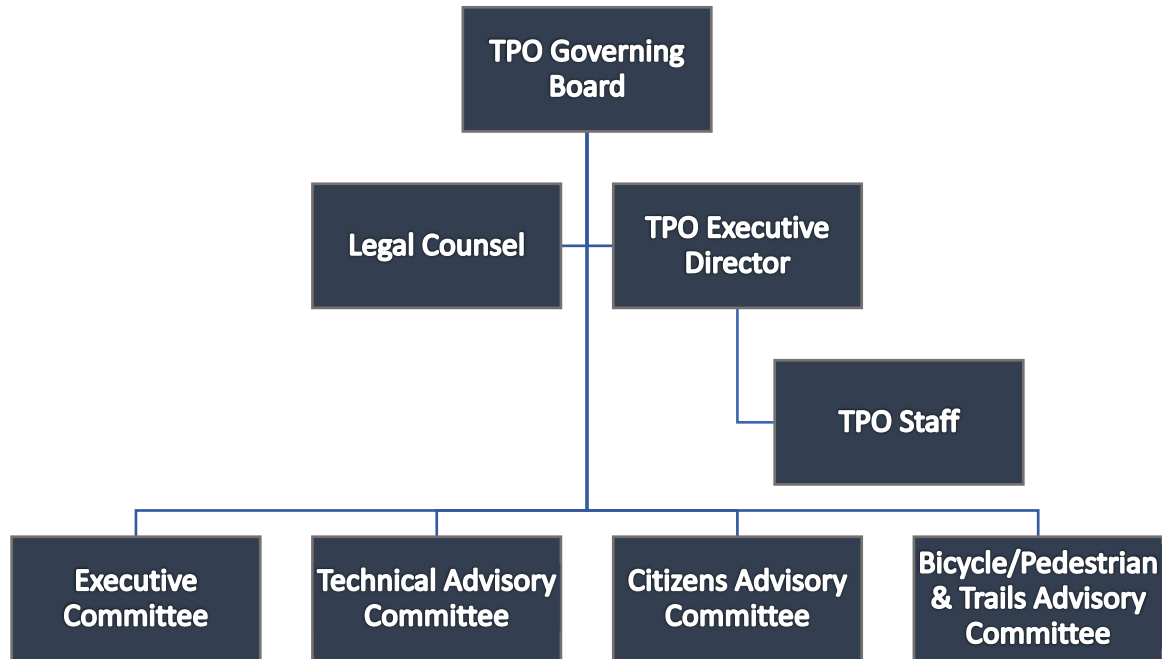 TPO Governing
Board
Legal Counsel
TPO Executive
Director
TPO Staff
Executive
Committee
Technical Advisory
Committee
Citizens Advisory
Committee
Bicycle/Pedestrian
& Trails Advisory
Committee